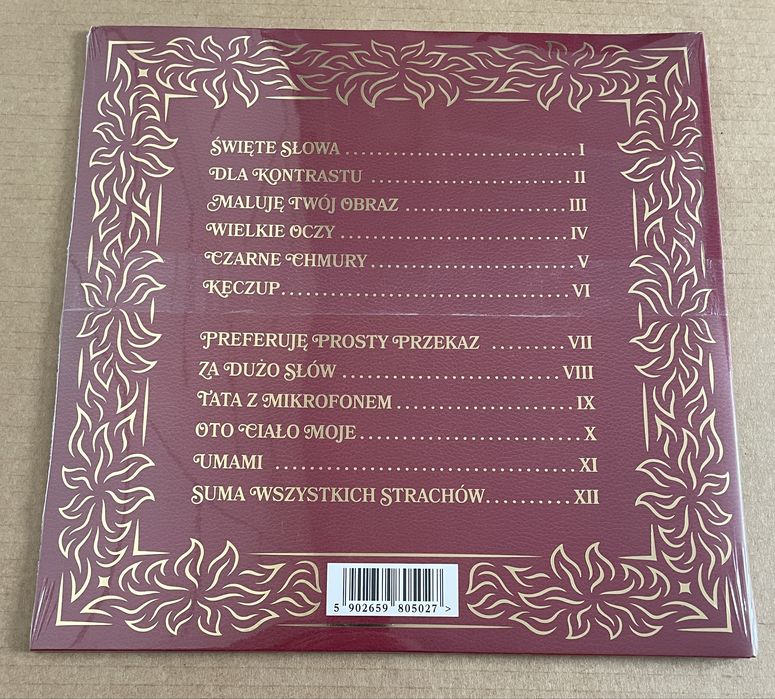 ŚWIĘTE SŁOWA ............................ I
DLA KONTRASTU ........................ II
MALUJĘ TWÓJ OBRAZ .................... III
WIELKIE OCZY ............................ IV
CZARNE CHMURY ......................... V
KECZUP ................................... VI
PREFERUJĘ PROSTY PRZEKAZ ......... VII
ZA DUŻO SŁÓW .......................... VIII
TATA Z MIKROFONEM ..................... IX
OTO CIAŁO MOJE ........................... X
UMAMI .................................... XI
SUMA WSZYSTKICH STRACHÓW .......... XII
5 902659 805027 >